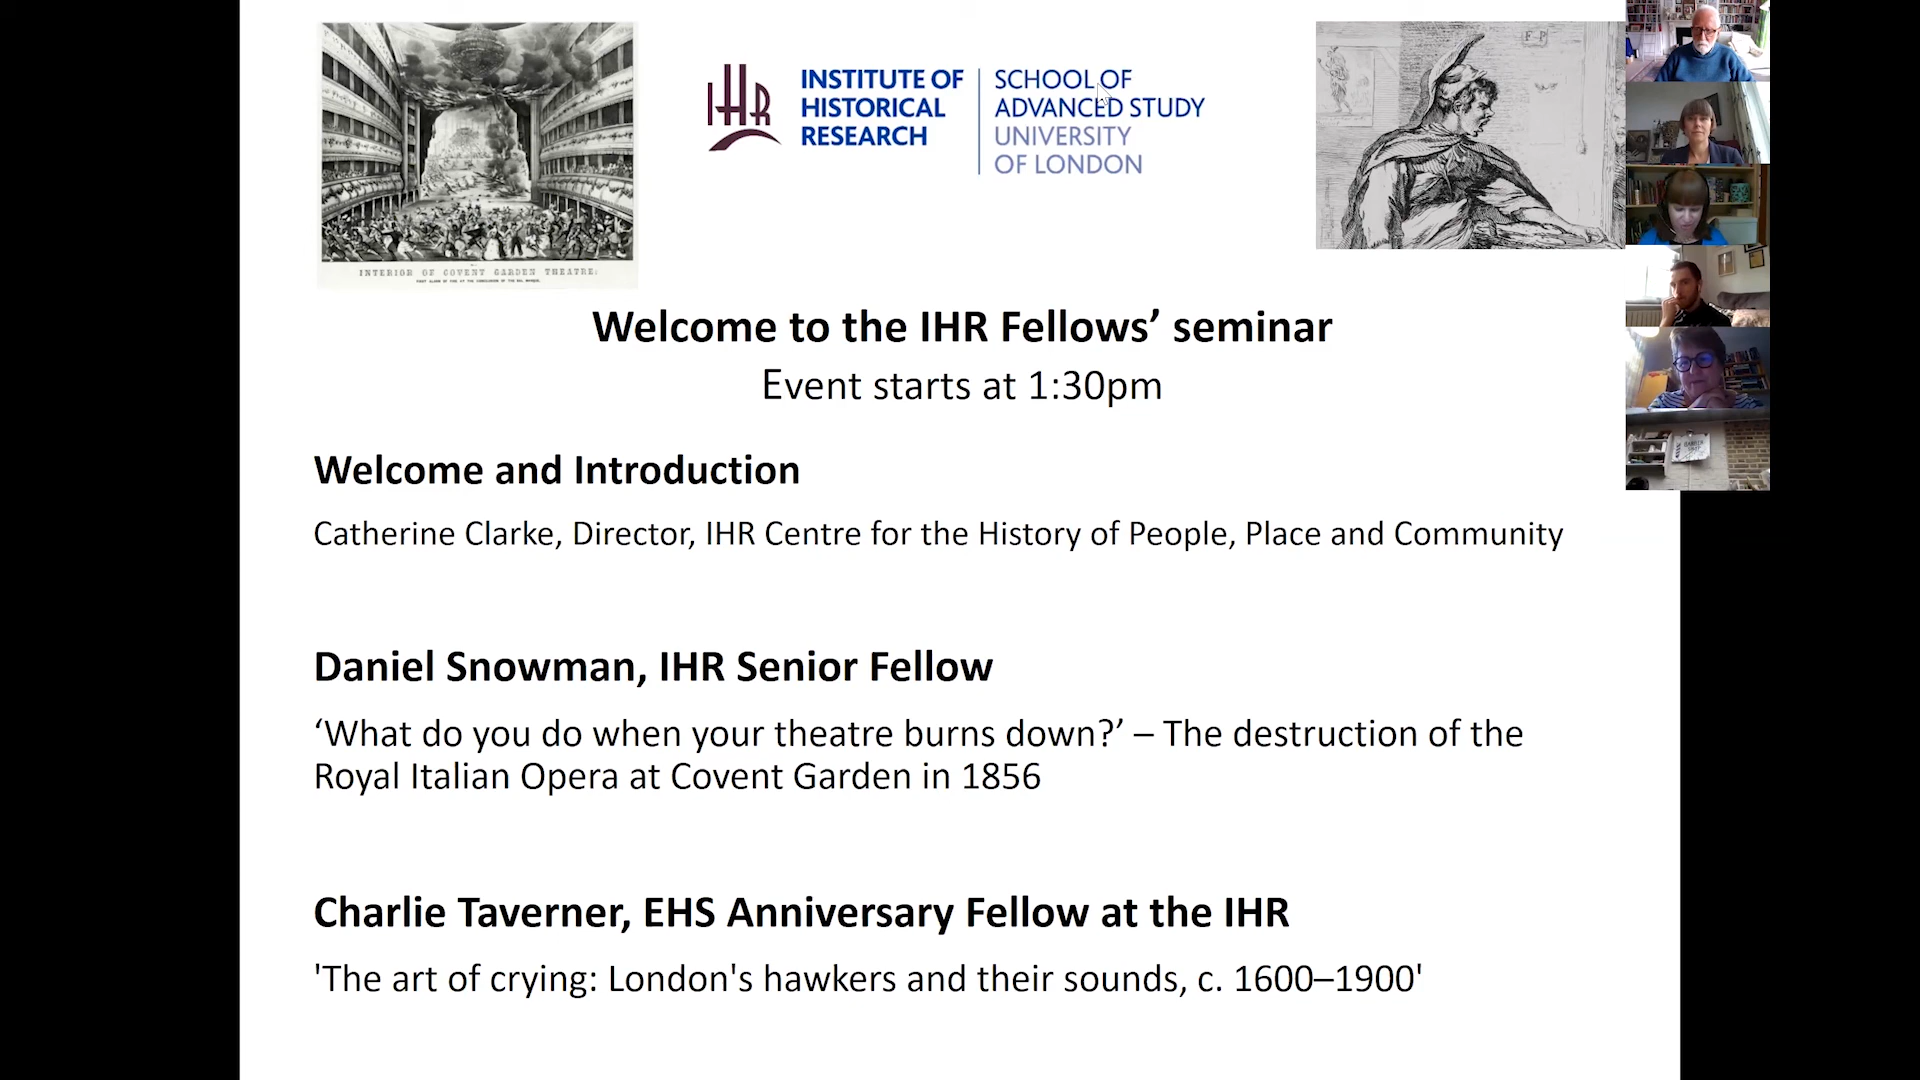 INTERIOR OF COVENT GARDEN THEATRE:
IHR
INSTITUTE OF
HISTORICAL
RESEARCH
SCHOOL OF
ADVANCED STUDY
UNIVERSITY
OF LONDON
F P
Welcome to the IHR Fellows’ seminar
Event starts at 1:30pm
Welcome and Introduction
Catherine Clarke, Director, IHR Centre for the History of People, Place and Community
Daniel Snowman, IHR Senior Fellow
‘What do you do when your theatre burns down?’ – The destruction of the
Royal Italian Opera at Covent Garden in 1856
Charlie Taverner, EHS Anniversary Fellow at the IHR
'The art of crying: London's hawkers and their sounds, c. 1600–1900'